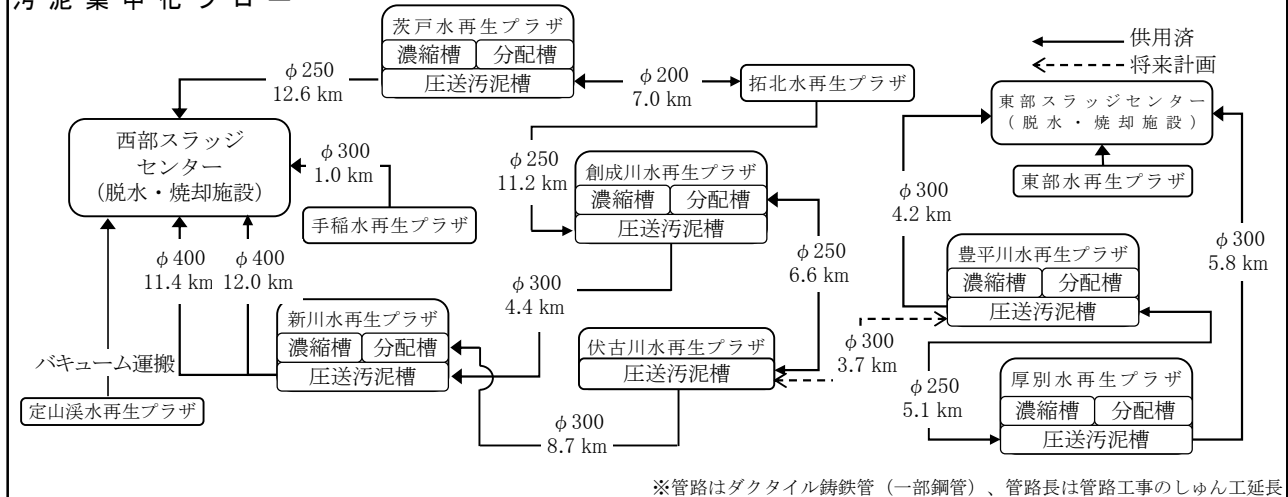 汚泥集中化フロー
茨戸水再生プラザ
濃縮槽 分配槽
圧送汚泥槽
φ250
12.6 km
φ200
7.0 km
拓北水再生プラザ
供用済
将来計画
東部スラッジセンター
(脱水・焼却施設)
東部水再生プラザ
西部スラッジ
センター
(脱水・焼却施設)
φ300
1.0 km
手稲水再生プラザ
φ250
11.2 km
創成川水再生プラザ
濃縮槽 分配槽
圧送汚泥槽
φ250
6.6 km
φ300
4.2 km
φ300
5.8 km
豊平川水再生プラザ
濃縮槽 分配槽
圧送汚泥槽
φ400
11.4 km
φ400
12.0 km
φ300
4.4 km
新川水再生プラザ
濃縮槽 分配槽
圧送汚泥槽
伏古川水再生プラザ
圧送汚泥槽
φ300
3.7 km
φ250
5.1 km
厚別水再生プラザ
濃縮槽 分配槽
圧送汚泥槽
バキューム運搬
定山渓水再生プラザ
φ300
8.7 km
※管路はダクタイル鋳鉄管(一部鋼管)、管路長は管路工事のしゅん工延長